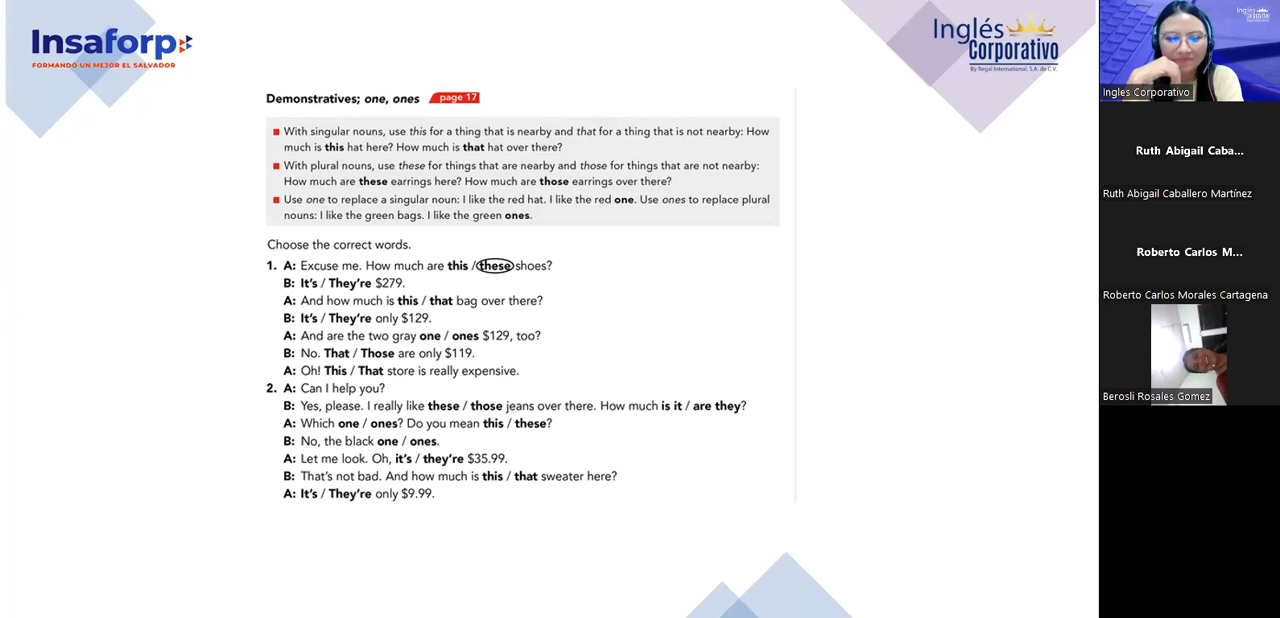 Insaforp
FORMANDO UN MEJOR EL SALVADOR
Inglés
Corporativo
By Regal International, S.A. de C.V.
Demonstratives; one, ones page 17
With singular nouns, use this for a thing that is nearby and that for a thing that is not nearby: How
much is this hat here? How much is that hat over there?
With plural nouns, use these for things that are nearby and those for things that are not nearby:
How much are these earrings here? How much are those earrings over there?
Use one to replace a singular noun: I like the red hat. I like the red one. Use ones to replace plural
nouns: I like the green bags. I like the green ones.
Choose the correct words.
1. A: Excuse me. How much are this / these shoes?
B: It's / They're $279.
A: And how much is this / that bag over there?
B: It's / They're only $129.
A: And are the two gray one / ones $129, too?
B: No. That / Those are only $119.
A: Oh! This / That store is really expensive.
2. A: Can I help you?
B: Yes, please. I really like these / those jeans over there. How much is it / are they?
A: Which one / ones? Do you mean this / these?
B: No, the black one / ones.
A: Let me look. Oh, it's / they're $35.99.
B: That's not bad. And how much is this / that sweater here?
A: It's / They're only $9.99.
Inglés
Corporativo
Ingles Corporativo
Ruth Abigail Caba...
Ruth Abigail Caballero Martínez
Roberto Carlos M...
Roberto Carlos Morales Cartagena
Berosli Rosales Gomez